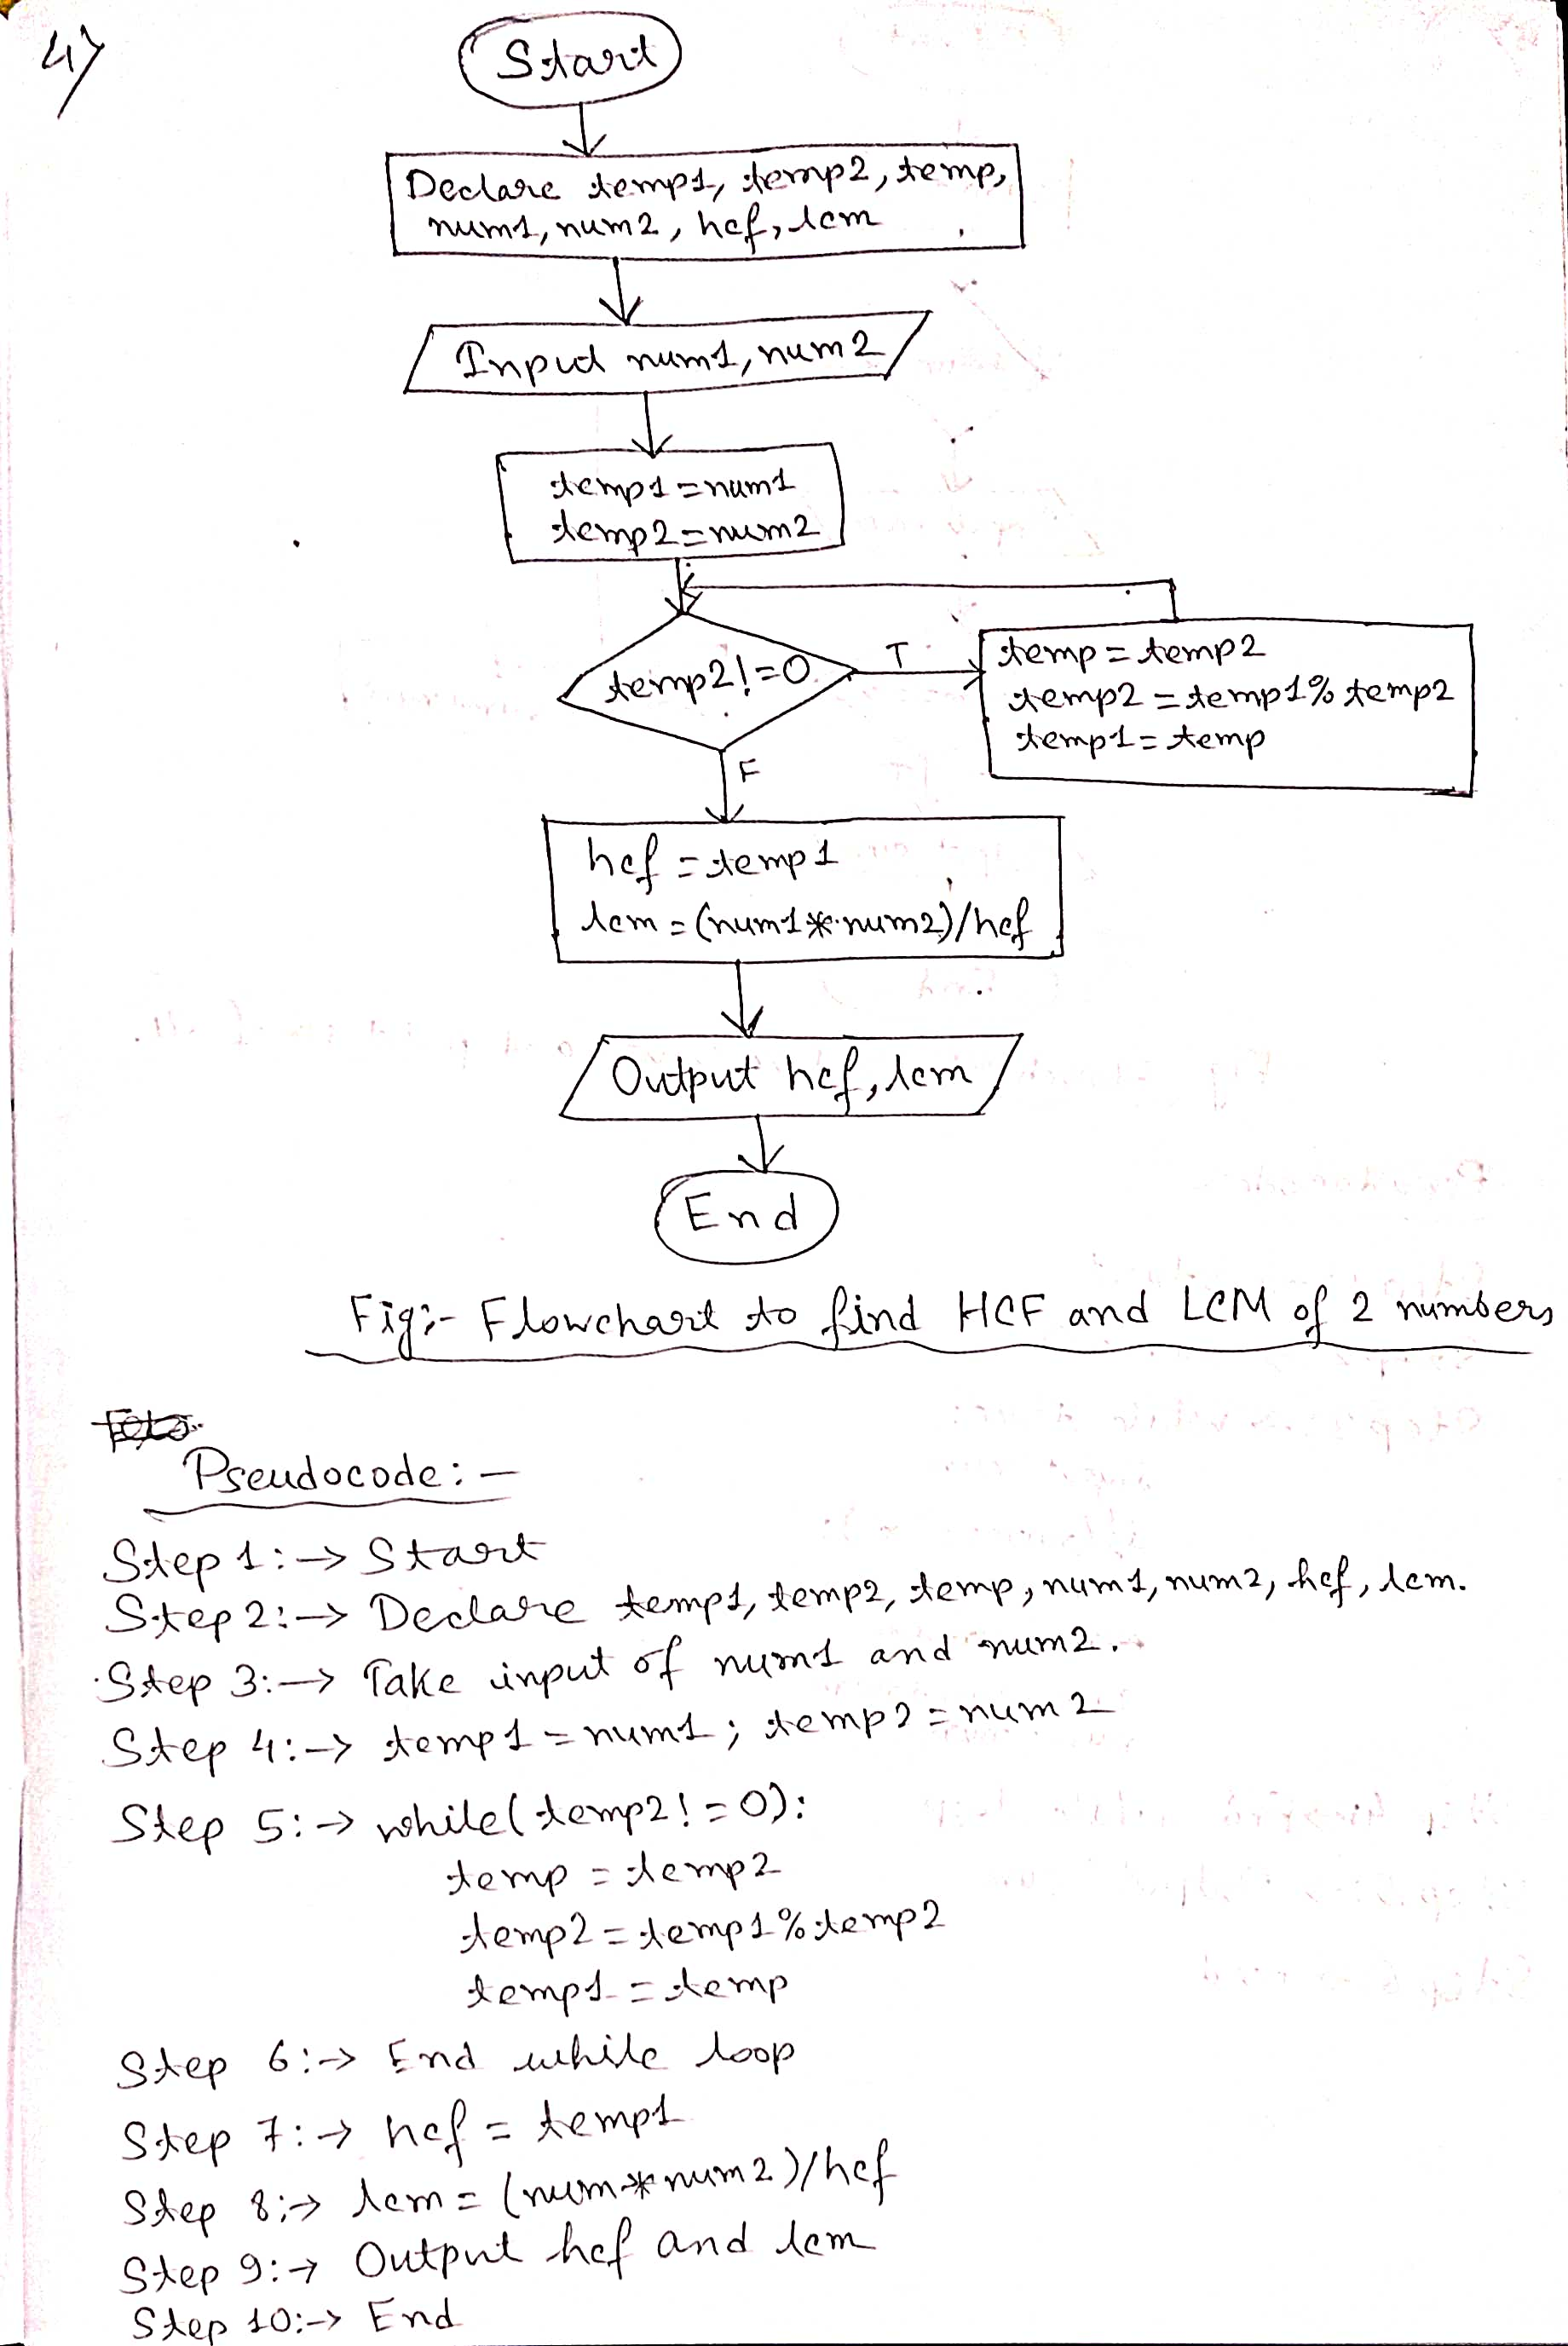 4)
Start
Declare temp1, temp2, temp,
num1, num2, hcf, lcm
Input num1, num2
temp1 = num1
temp2 = num2
temp2 != 0
T
temp = temp2
temp2 = temp1 % temp2
temp1 = temp
F
hcf = temp1
lcm = (num1 * num2)/hcf
Output hcf, lcm
End
Fig:- Flowchart to find HCF and LCM of 2 numbers
Pseudocode:-
Step 1:→ Start
Step 2:→ Declare temp1, temp2, temp, num1, num2, hcf, lcm.
Step 3:→ Take input of num1 and num2.
Step 4:→ temp1 = num1; temp2 = num2
Step 5:→ while(temp2! = 0):
temp = temp2
temp2 = temp1 % temp2
temp1 = temp
Step 6:→ End while loop
Step 7:→ hcf = temp1
Step 8:→ lcm = (num * num2)/hcf
Step 9:→ Output hcf and lcm
Step 10:→ End